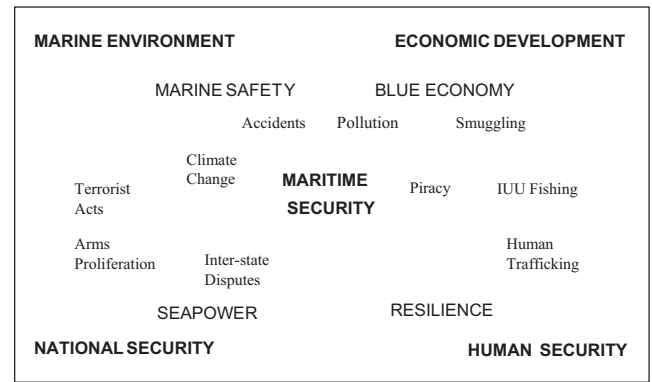 MARINE ENVIRONMENT
ECONOMIC DEVELOPMENT
MARINE SAFETY
BLUE ECONOMY
Accidents
Pollution
Smuggling
Climate
Change
MARITIME
SECURITY
Piracy
IUU Fishing
Terrorist
Acts
Arms
Proliferation
Inter-state
Disputes
Human
Trafficking
SEAPOWER
RESILIENCE
NATIONAL SECURITY
HUMAN SECURITY